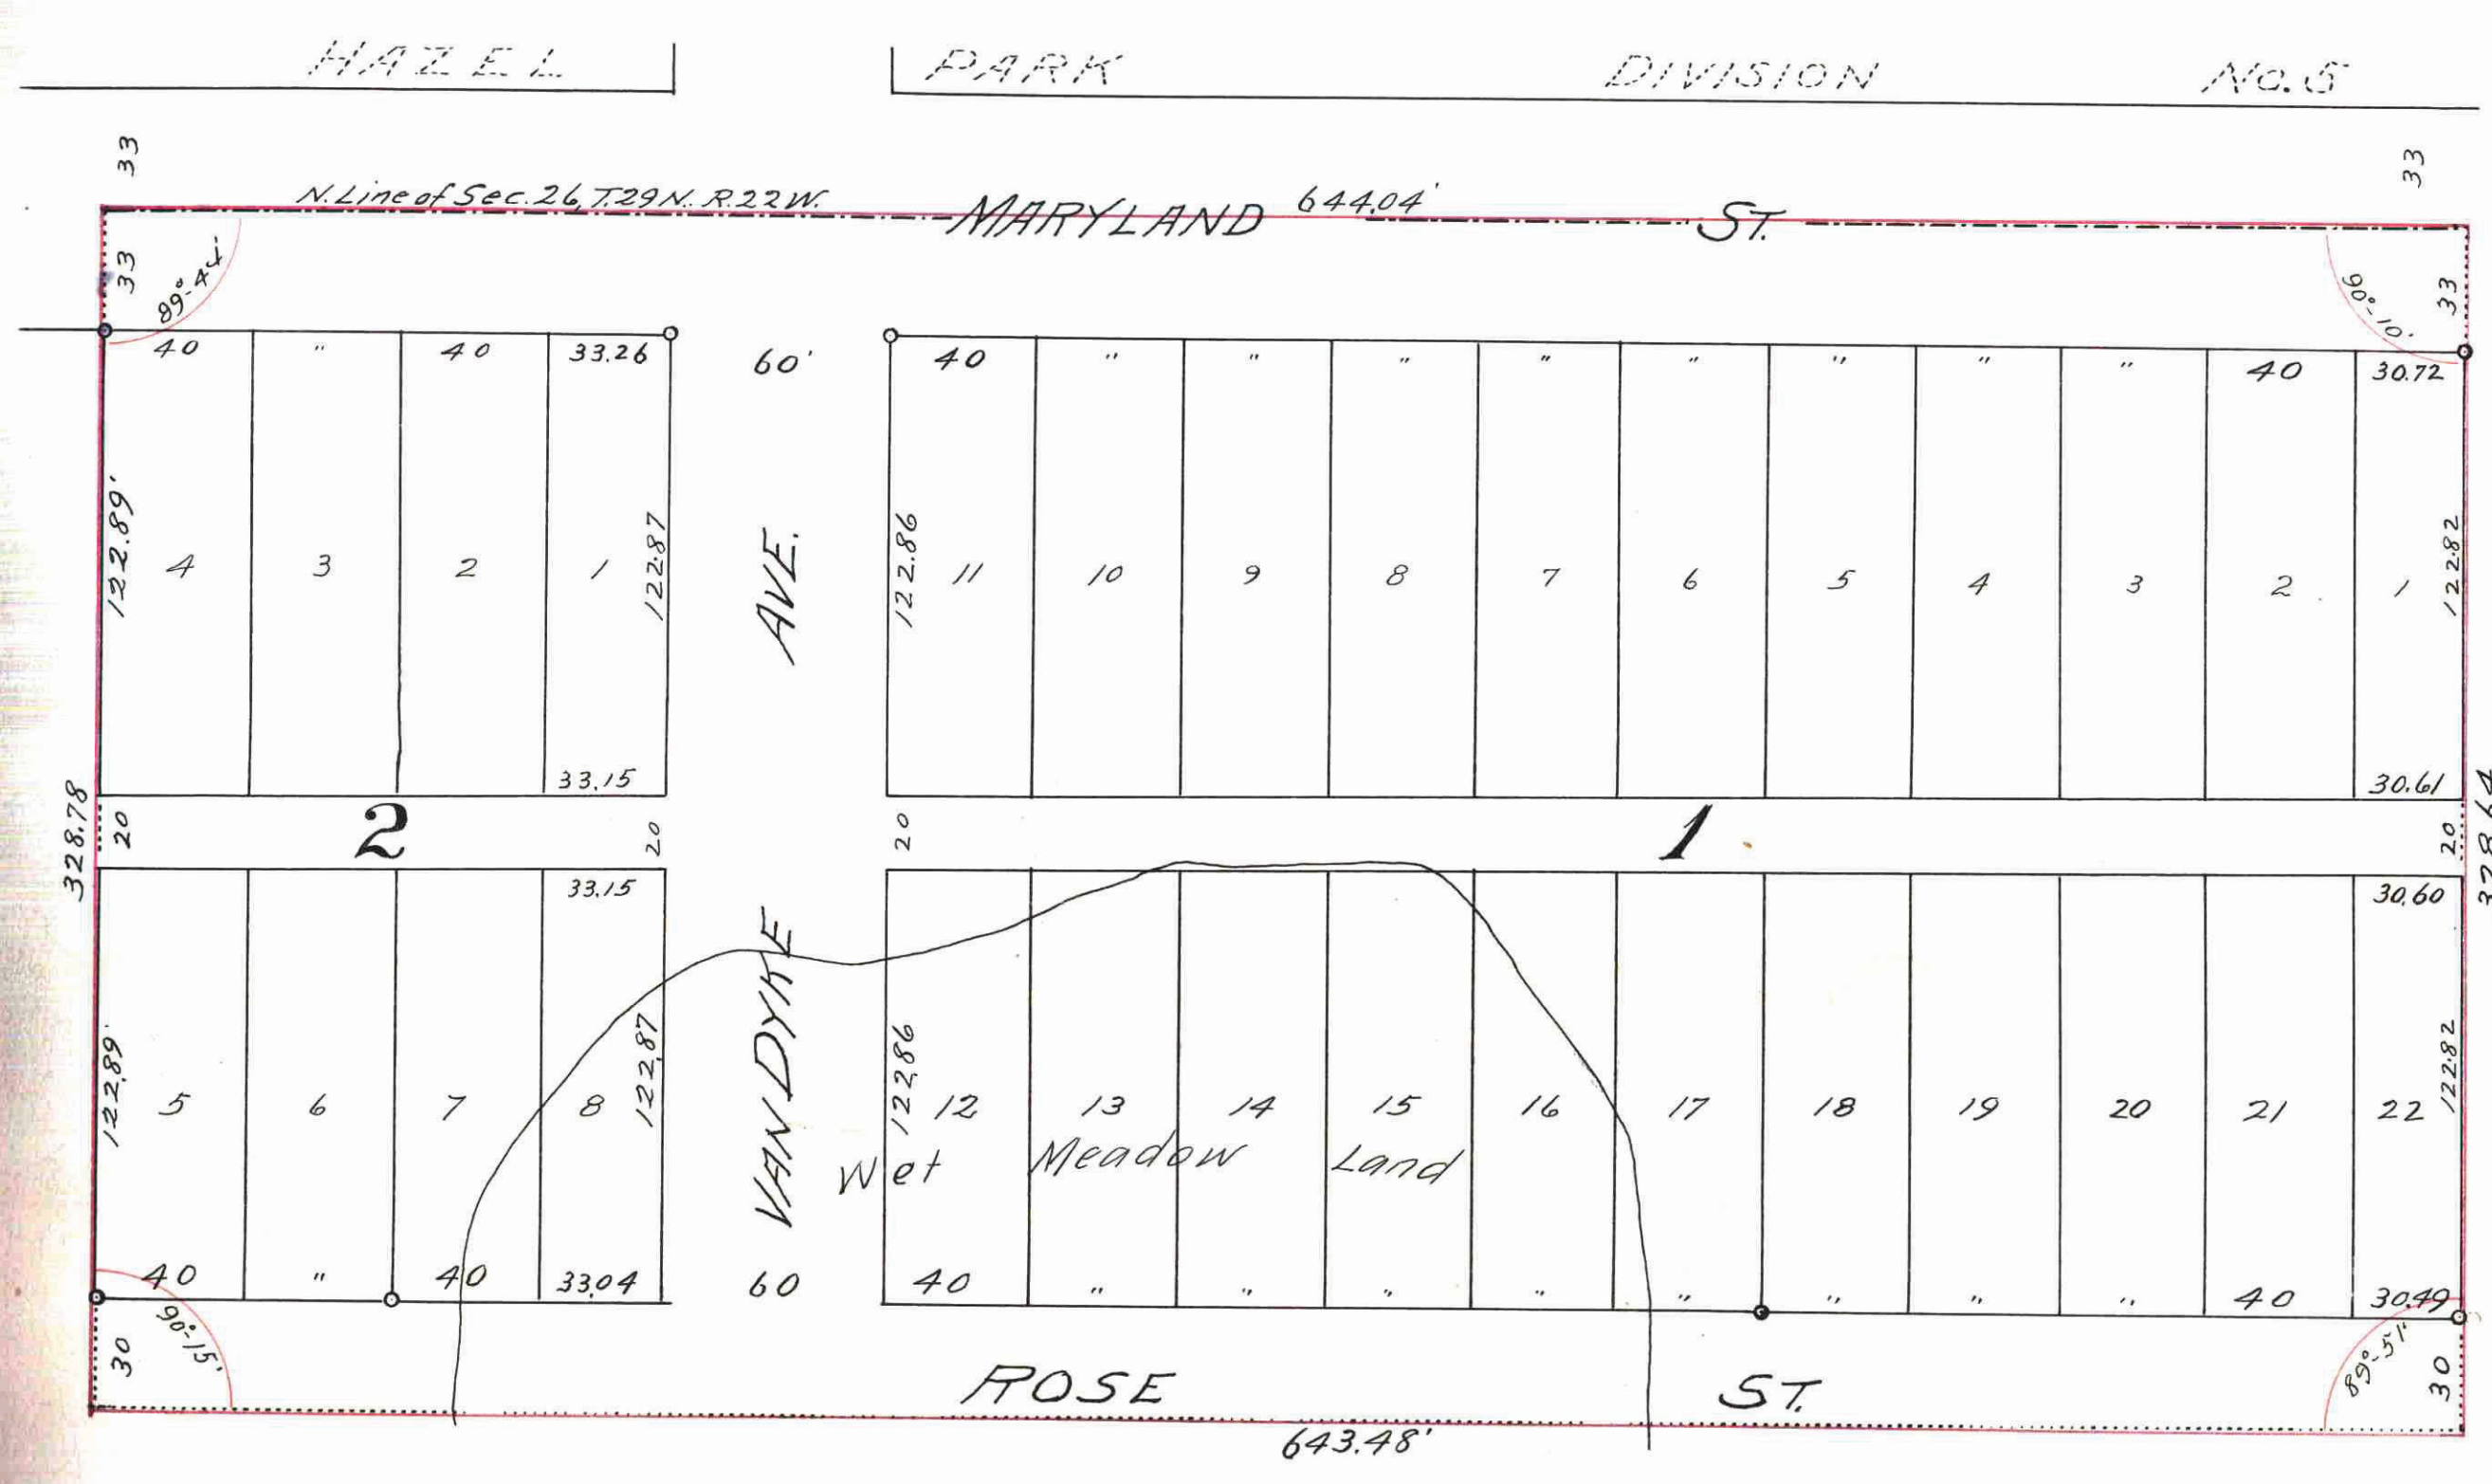 HAZEL PARK DIVISION No. 5
33 33
N. Line of Sec. 26, T. 29 N. R. 22 W. MARYLAND 644.04' ST.
33 33
90°-10'
40 " 40 33.26 60' 40 " " " " " " " " 40 30.72
122.89' 122.87 AVE. 122.86 122.82
4 3 2 1 11 10 9 8 7 6 5 4 3 2 1
33.15 30.61
328.78 20 2 20 20 1 20
33.15 30.60
VAN DYKE
122.89' 122.87 122.86 122.82
5 6 7 8 12 13 14 15 16 17 18 19 20 21 22
Wet Meadow Land
40 " 40 33.04 60 40 " " " " " " " " 40 30.49
90°-15' 89°-51'
30 30
ROSE ST.
643.48'